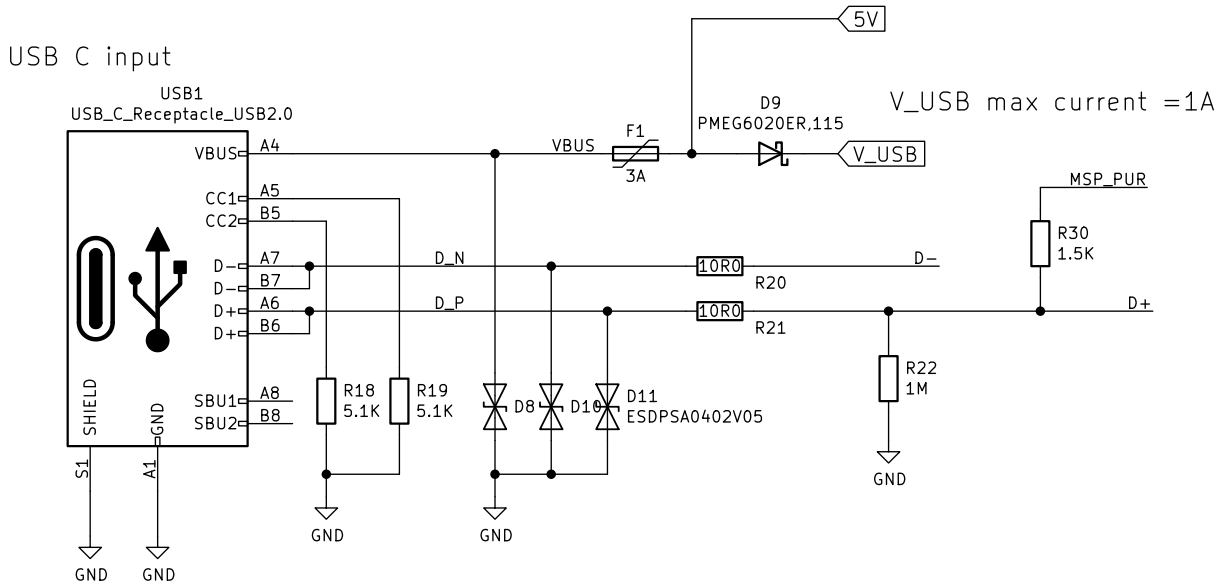 5V
USB C input
USB1
USB_C_Receptacle_USB2.0
D9
PMEG6020ER,115
V_USB max current =1A
F1
VBUS
A4
VBUS
3A
V_USB
CC1
A5
CC2
B5
MSP_PUR
R30
1.5K
D-
A7
D_N
10R0
R20
D-
D-
B7
D+
A6
D_P
10R0
R21
D+
D+
B6
R22
1M
R18
5.1K
R19
5.1K
D8
D10
D11
ESDPSA0402V05
SBU1
A8
SBU2
B8
SHIELD
GND
S1
A1
GND
GND
GND
GND
GND